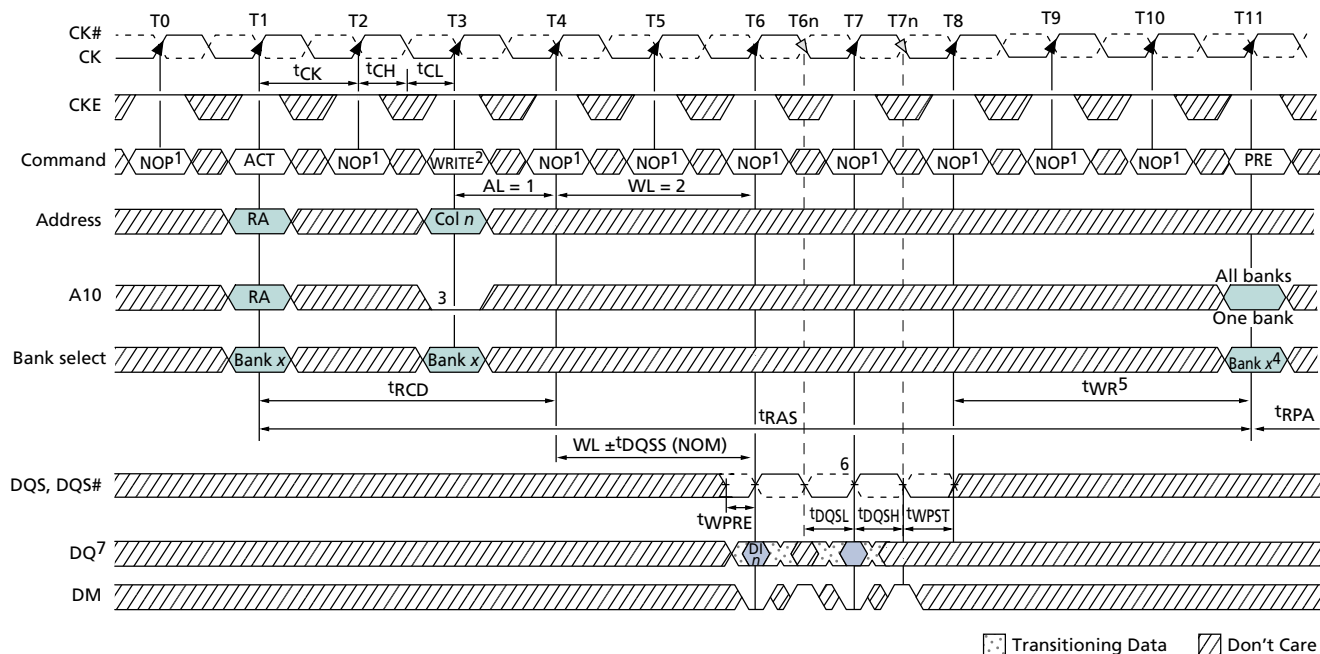 T0 T1 T2 T3 T4 T5 T6 T6n T7 T7n T8 T9 T10 T11
CK#
CK
tCK tCH tCL
CKE
Command NOP1 ACT NOP1 WRITE2 NOP1 NOP1 NOP1 NOP1 NOP1 NOP1 NOP1 PRE
AL = 1 WL = 2
Address RA Col n
All banks
A10 RA 3
One bank
Bank select Bank x Bank x Bank x4
tRCD tWR5
tRAS tRPA
WL ±tDQSS (NOM)
6
DQS, DQS#
tWPRE tDQSL tDQSH tWPST
DQ7 DI
n
DM
Transitioning Data Don't Care